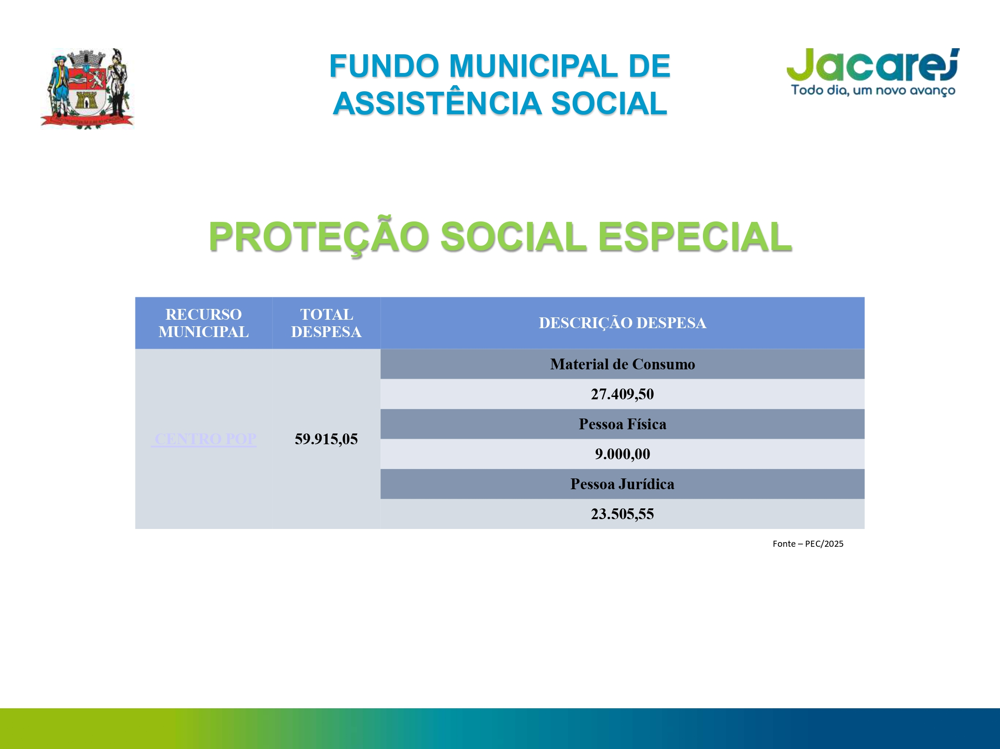 FUNDO MUNICIPAL DE
ASSISTÊNCIA SOCIAL
Jacareí
Todo dia, um novo avanço
PROTEÇÃO SOCIAL ESPECIAL
RECURSO
MUNICIPAL
TOTAL
DESPESA
DESCRIÇÃO DESPESA
CENTRO POP
59.915,05
Material de Consumo
27.409,50
Pessoa Física
9.000,00
Pessoa Jurídica
23.505,55
Fonte – PEC/2025